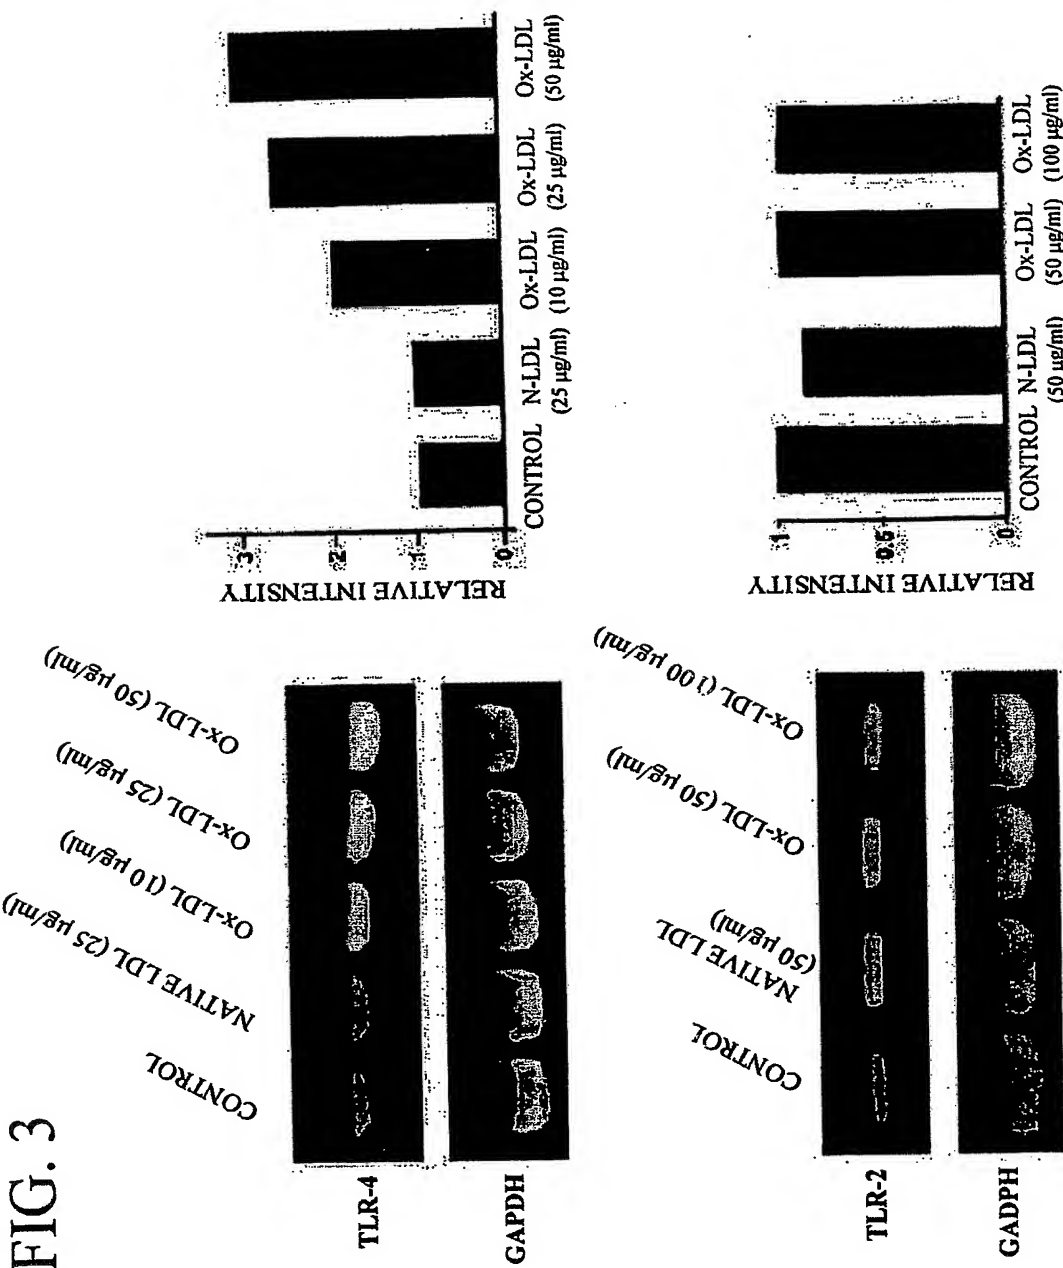 FIG. 3
CONTROL
NATIVE LDL (25 µg/ml)
Ox-LDL (10 µg/ml)
Ox-LDL (25 µg/ml)
Ox-LDL (50 µg/ml)
TLR-4
GAPDH
RELATIVE INTENSITY
3
2
1
0
CONTROL
N-LDL
(25 µg/ml)
Ox-LDL
(10 µg/ml)
Ox-LDL
(25 µg/ml)
Ox-LDL
(50 µg/ml)
CONTROL
NATIVE LDL
(50 µg/ml)
Ox-LDL (50 µg/ml)
Ox-LDL (100 µg/ml)
TLR-2
GADPH
RELATIVE INTENSITY
1
0.5
0
CONTROL
N-LDL
(50 µg/ml)
Ox-LDL
(50 µg/ml)
Ox-LDL
(100 µg/ml)